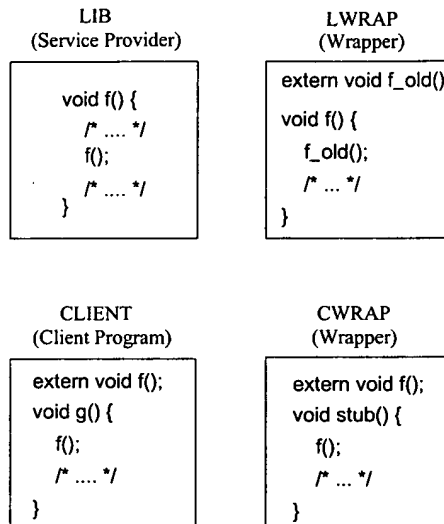 LIB
(Service Provider)
void f() {
/* .... */
f();
/* .... */
}
LWRAP
(Wrapper)
extern void f_old()
void f() {
f_old();
/* ... */
}
CLIENT
(Client Program)
extern void f();
void g() {
f();
/* .... */
}
CWRAP
(Wrapper)
extern void f();
void stub() {
f();
/* ... */
}